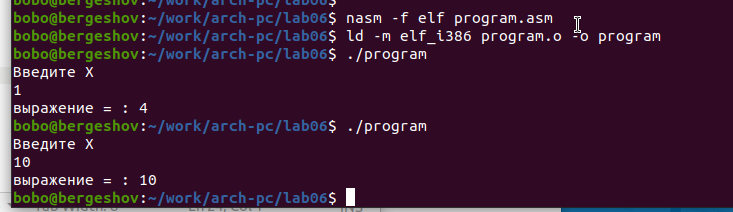 bobo@bergeshov:~/work/arch-pc/lab06$ nasm -f elf program.asm
bobo@bergeshov:~/work/arch-pc/lab06$ ld -m elf_i386 program.o -o program
bobo@bergeshov:~/work/arch-pc/lab06$ ./program
Введите X
1
выражение = : 4
bobo@bergeshov:~/work/arch-pc/lab06$ ./program
Введите X
10
выражение = : 10
bobo@bergeshov:~/work/arch-pc/lab06$